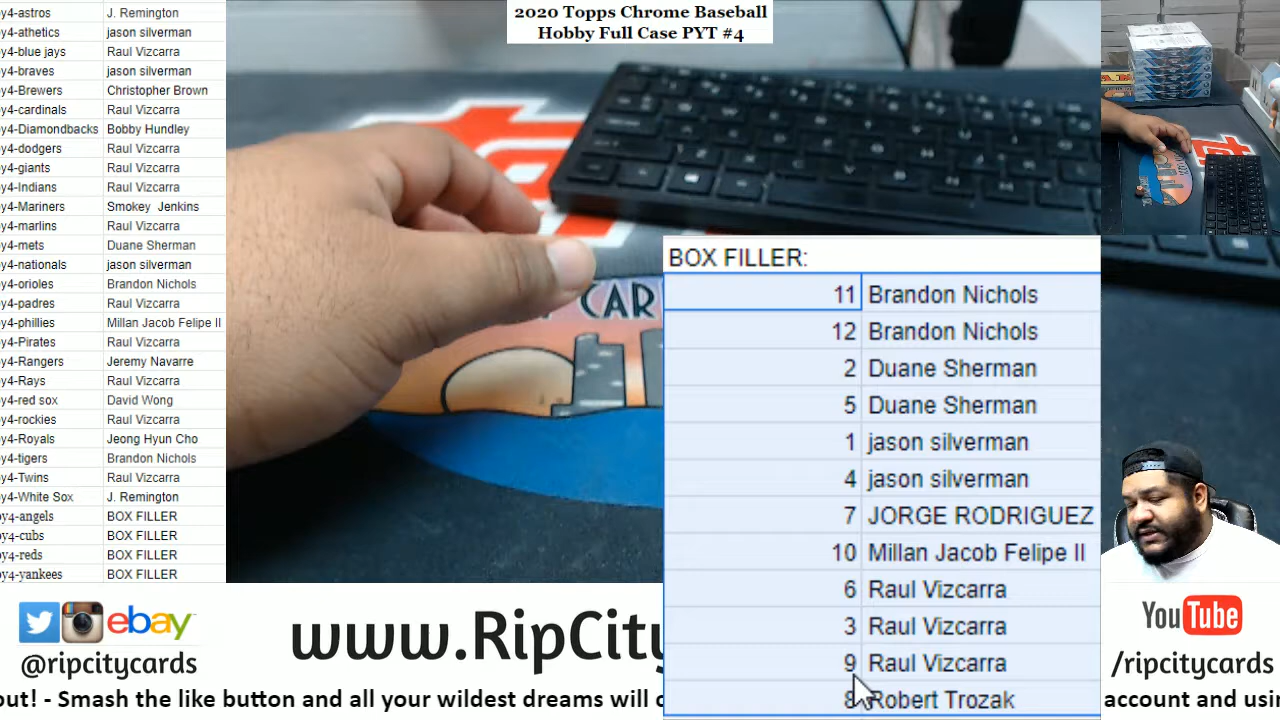 2020 Topps Chrome Baseball
Hobby Full Case PYT #4
y4-astros J. Remington
y4-athetics jason silverman
y4-blue jays Raul Vizcarra
y4-braves jason silverman
y4-Brewers Christopher Brown
y4-cardinals Raul Vizcarra
y4-Diamondbacks Bobby Hundley
y4-dodgers Raul Vizcarra
y4-giants Raul Vizcarra
y4-Indians Raul Vizcarra
y4-Mariners Smokey Jenkins
y4-marlins Raul Vizcarra
y4-mets Duane Sherman
y4-nationals jason silverman
y4-orioles Brandon Nichols
y4-padres Raul Vizcarra
y4-phillies Millan Jacob Felipe II
y4-Pirates Raul Vizcarra
y4-Rangers Jeremy Navarre
y4-Rays Raul Vizcarra
y4-red sox David Wong
y4-rockies Raul Vizcarra
y4-Royals Jeong Hyun Cho
y4-tigers Brandon Nichols
y4-Twins Raul Vizcarra
y4-White Sox J. Remington
y4-angels BOX FILLER
y4-cubs BOX FILLER
y4-reds BOX FILLER
y4-yankees BOX FILLER
CAR
BOX FILLER:
11 Brandon Nichols
12 Brandon Nichols
2 Duane Sherman
5 Duane Sherman
1 jason silverman
4 jason silverman
7 JORGE RODRIGUEZ
10 Millan Jacob Felipe II
6 Raul Vizcarra
3 Raul Vizcarra
9 Raul Vizcarra
8 Robert Trozak
ebay
@ripcitycards
www.RipCity
YouTube
/ripcitycards
out! - Smash the like button and all your wildest dreams will c
account and usi